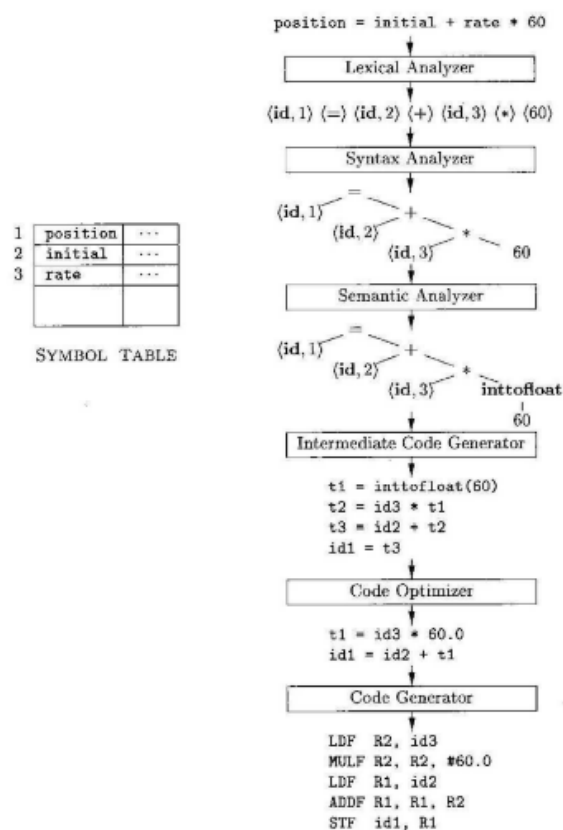 position = initial + rate * 60
Lexical Analyzer
⟨id, 1⟩ ⟨=⟩ ⟨id, 2⟩ ⟨+⟩ ⟨id, 3⟩ ⟨*⟩ ⟨60⟩
Syntax Analyzer
=
⟨id, 1⟩ +
⟨id, 2⟩ *
⟨id, 3⟩ 60
1 position ...
2 initial ...
3 rate ...
SYMBOL TABLE
Semantic Analyzer
=
⟨id, 1⟩ +
⟨id, 2⟩ *
⟨id, 3⟩ inttofloat
60
Intermediate Code Generator
t1 = inttofloat(60)
t2 = id3 * t1
t3 = id2 + t2
id1 = t3
Code Optimizer
t1 = id3 * 60.0
id1 = id2 + t1
Code Generator
LDF R2, id3
MULF R2, R2, #60.0
LDF R1, id2
ADDF R1, R1, R2
STF id1, R1